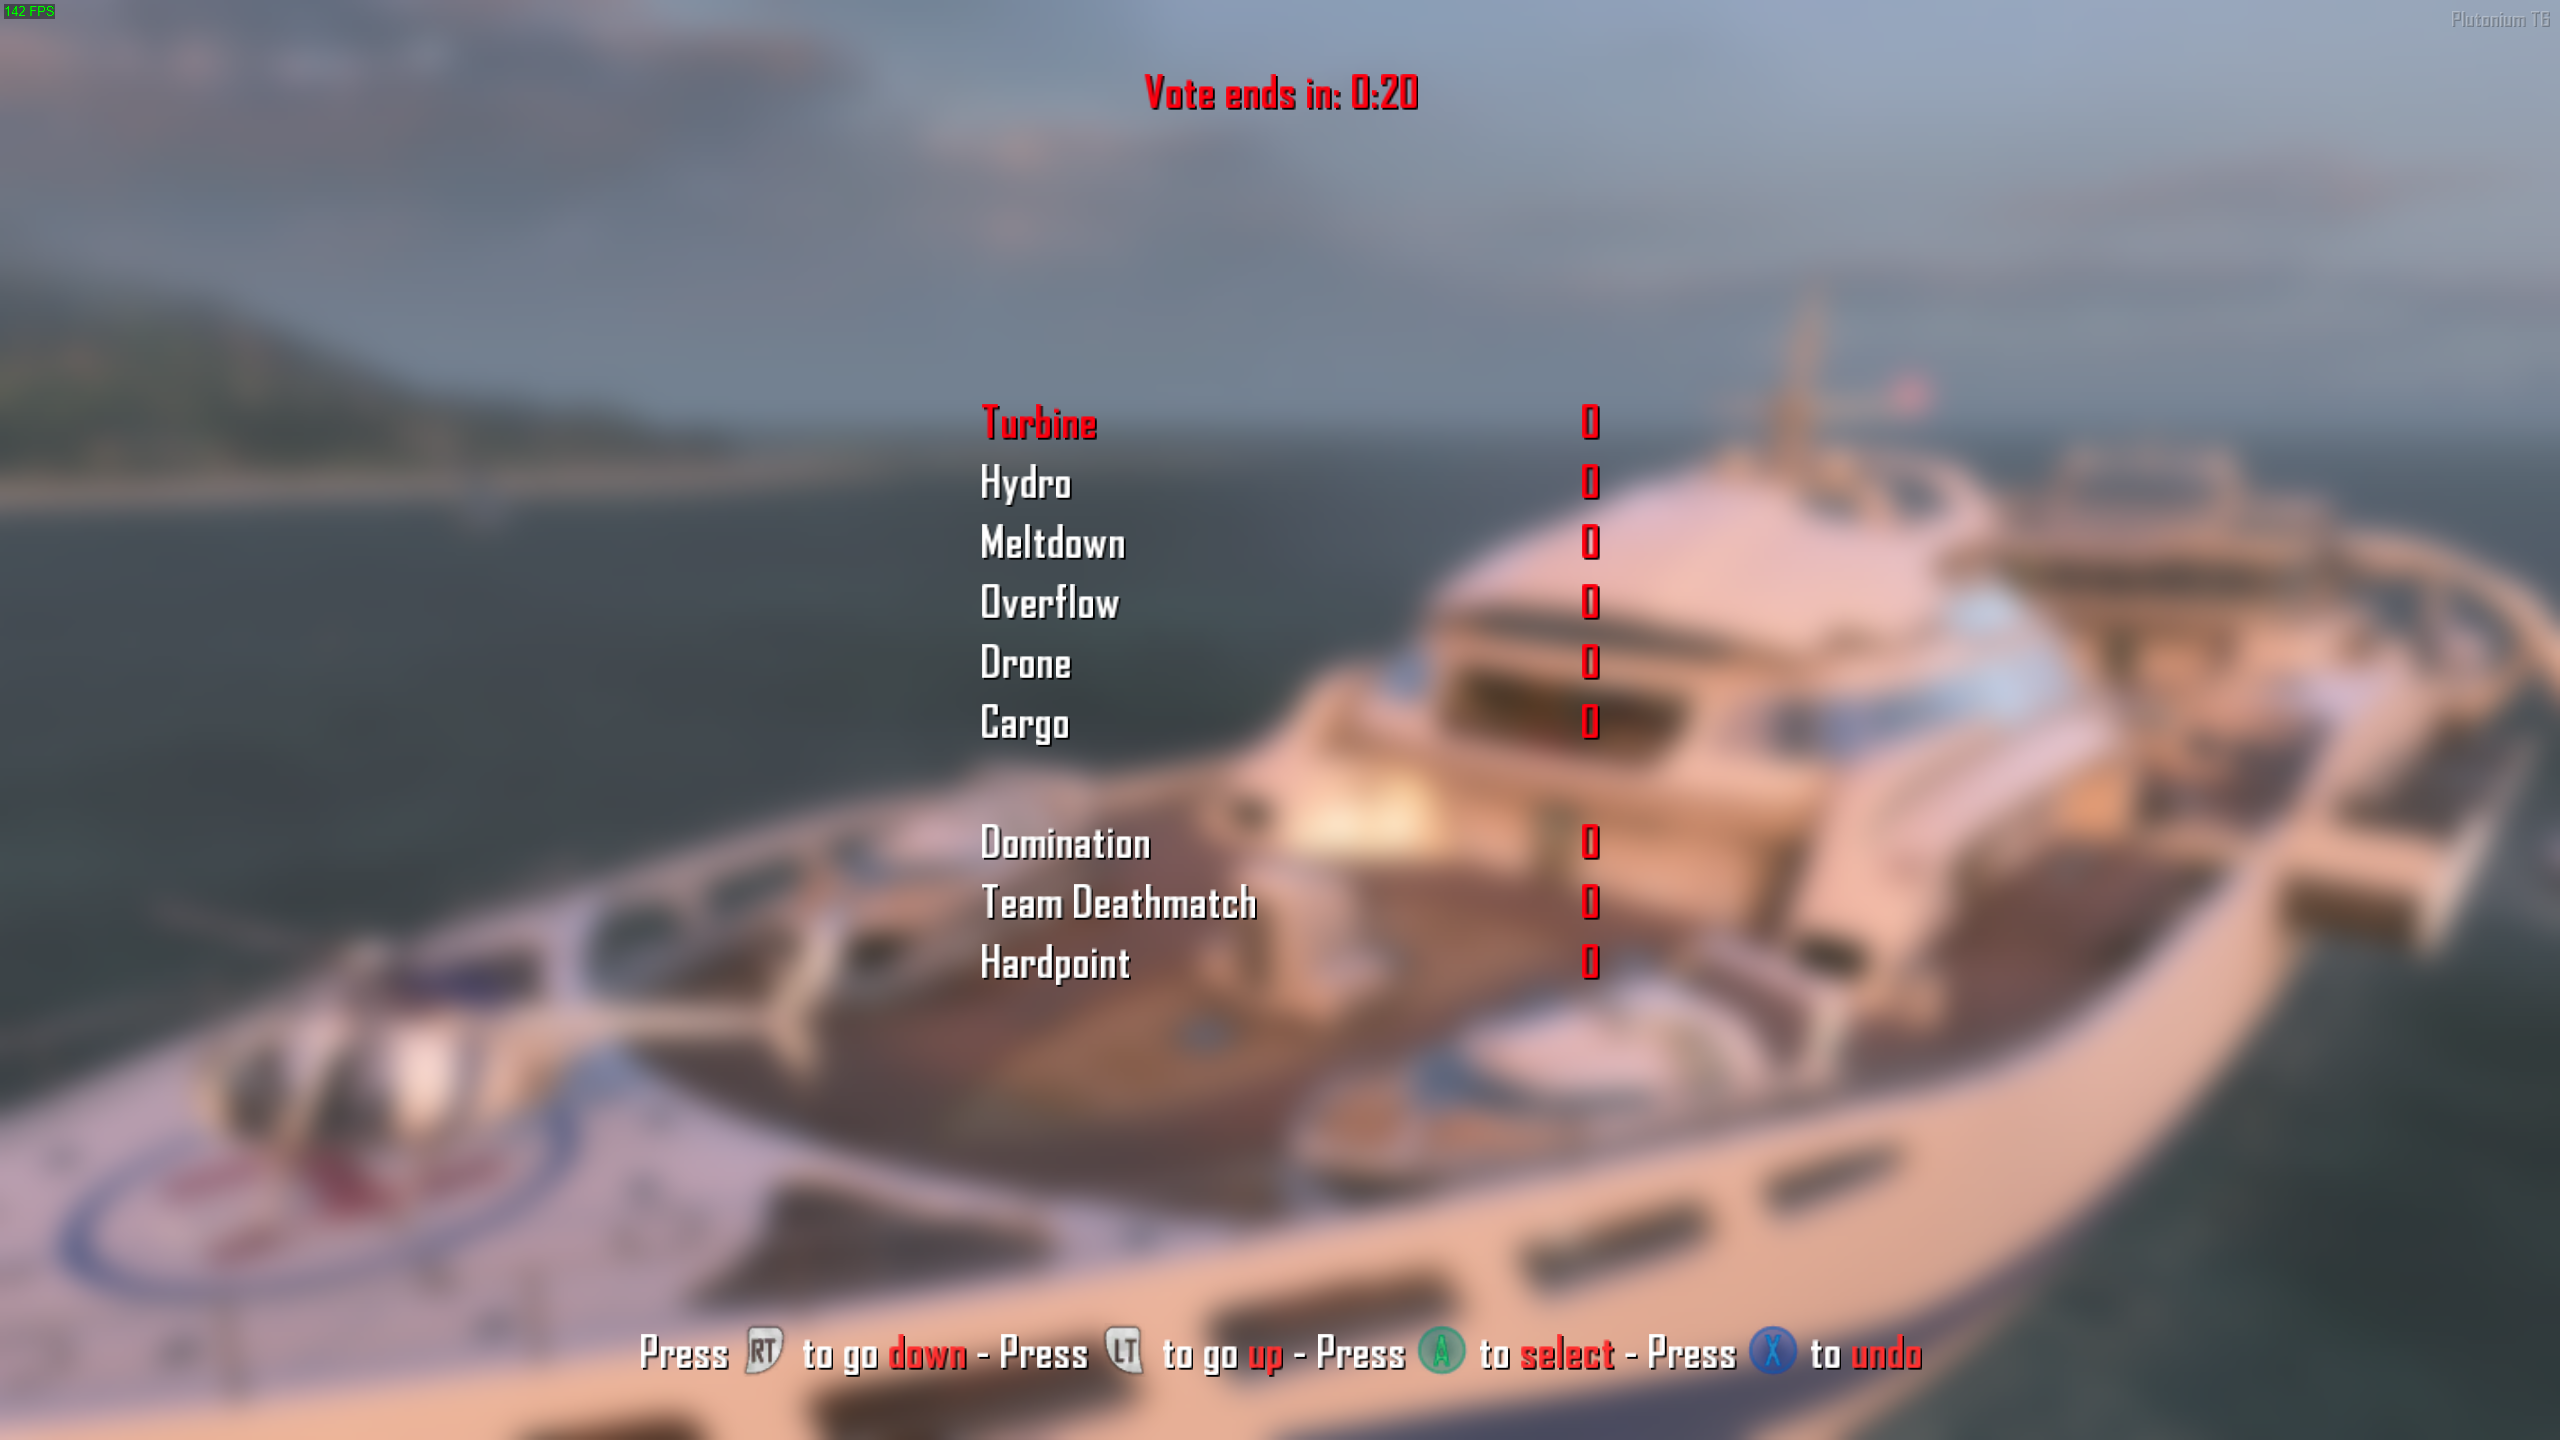 142 FPS
Plutonium T6
Vote ends in: 0:20
Turbine 0
Hydro 0
Meltdown 0
Overflow 0
Drone 0
Cargo 0
Domination 0
Team Deathmatch 0
Hardpoint 0
Press RT to go down - Press LT to go up - Press A to select - Press X to undo